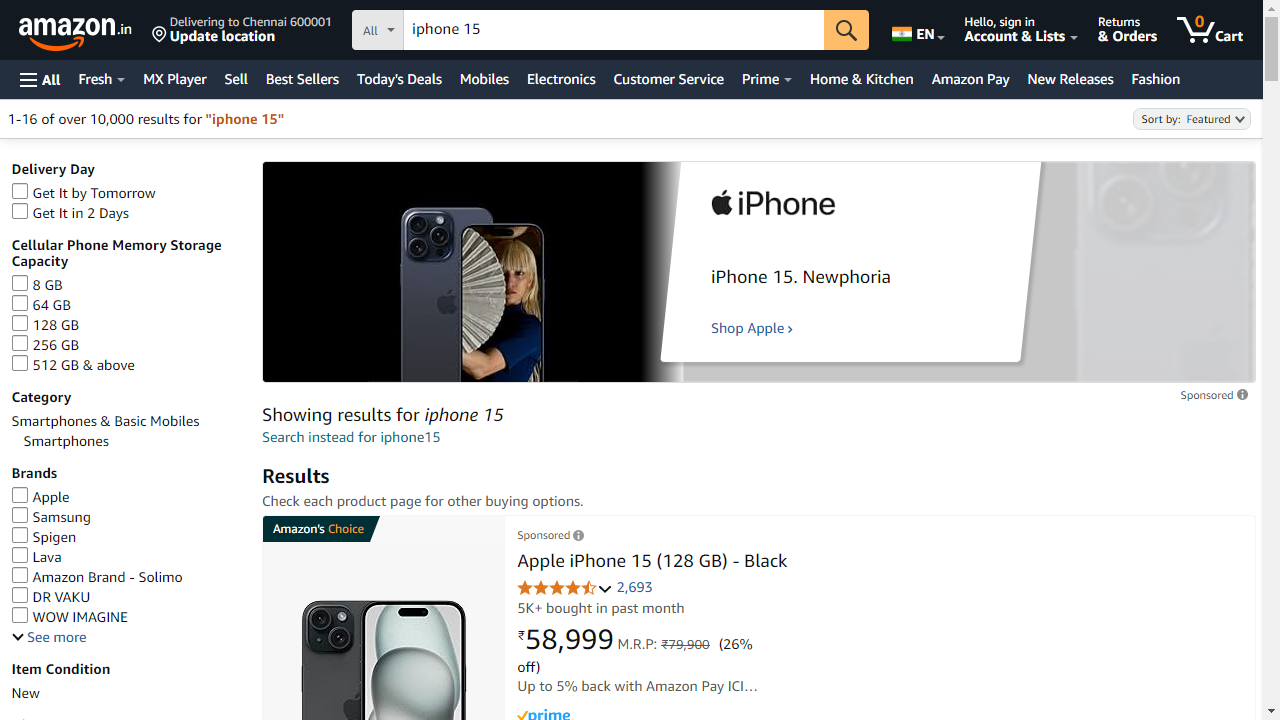 amazon.in
Delivering to Chennai 600001
Update location
All
iphone 15
EN
Hello, sign in
Account & Lists
Returns
& Orders
0
Cart
All
Fresh
MX Player
Sell
Best Sellers
Today's Deals
Mobiles
Electronics
Customer Service
Prime
Home & Kitchen
Amazon Pay
New Releases
Fashion
1-16 of over 10,000 results for "iphone 15"
Sort by: Featured
Delivery Day
Get It by Tomorrow
Get It in 2 Days
Cellular Phone Memory Storage
Capacity
8 GB
64 GB
128 GB
256 GB
512 GB & above
Category
Smartphones & Basic Mobiles
Smartphones
Brands
Apple
Samsung
Spigen
Lava
Amazon Brand - Solimo
DR VAKU
WOW IMAGINE
See more
Item Condition
New
iPhone
iPhone 15. Newphoria
Shop Apple ›
Sponsored
Showing results for iphone 15
Search instead for iphone15
Results
Check each product page for other buying options.
Amazon's Choice
Sponsored
Apple iPhone 15 (128 GB) - Black
2,693
5K+ bought in past month
₹58,999 M.R.P: ₹79,900 (26%
off)
Up to 5% back with Amazon Pay ICI…
prime